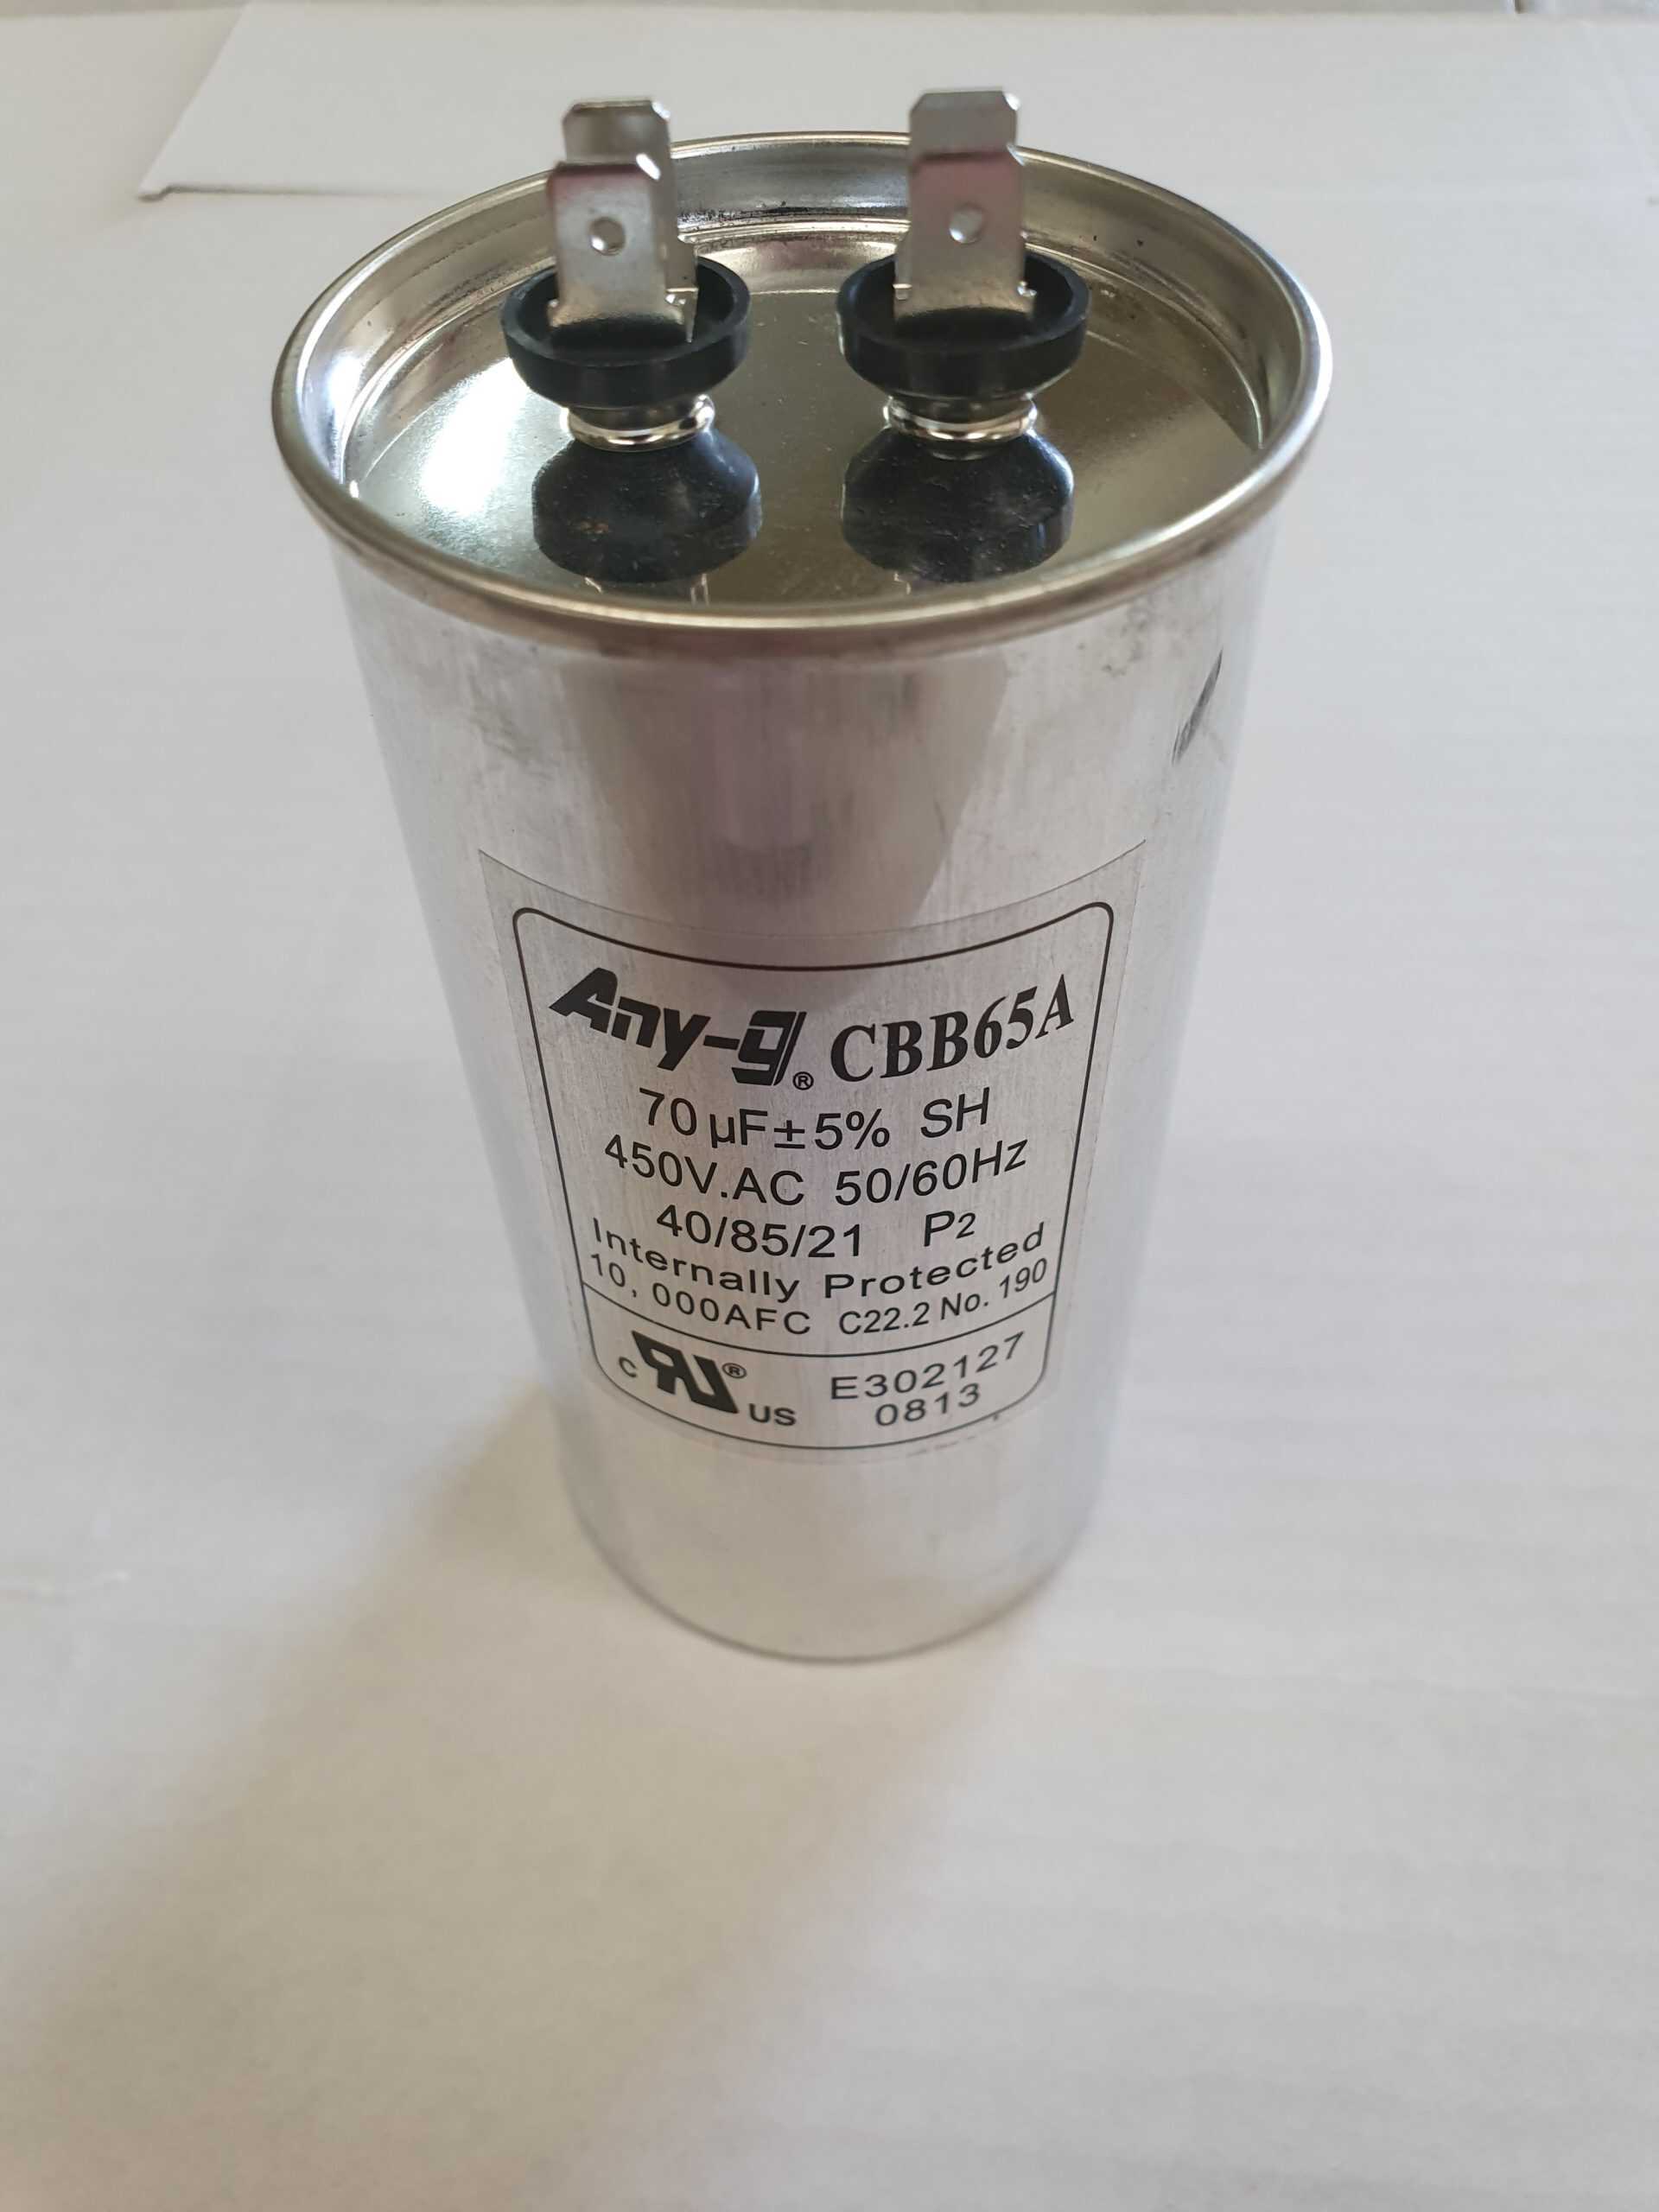 Any-g® CBB65A
70 µF±5% SH
450V.AC 50/60Hz
40/85/21 P2
Internally Protected
10, 000AFC C22.2 No. 190
c RU® US E302127
0813